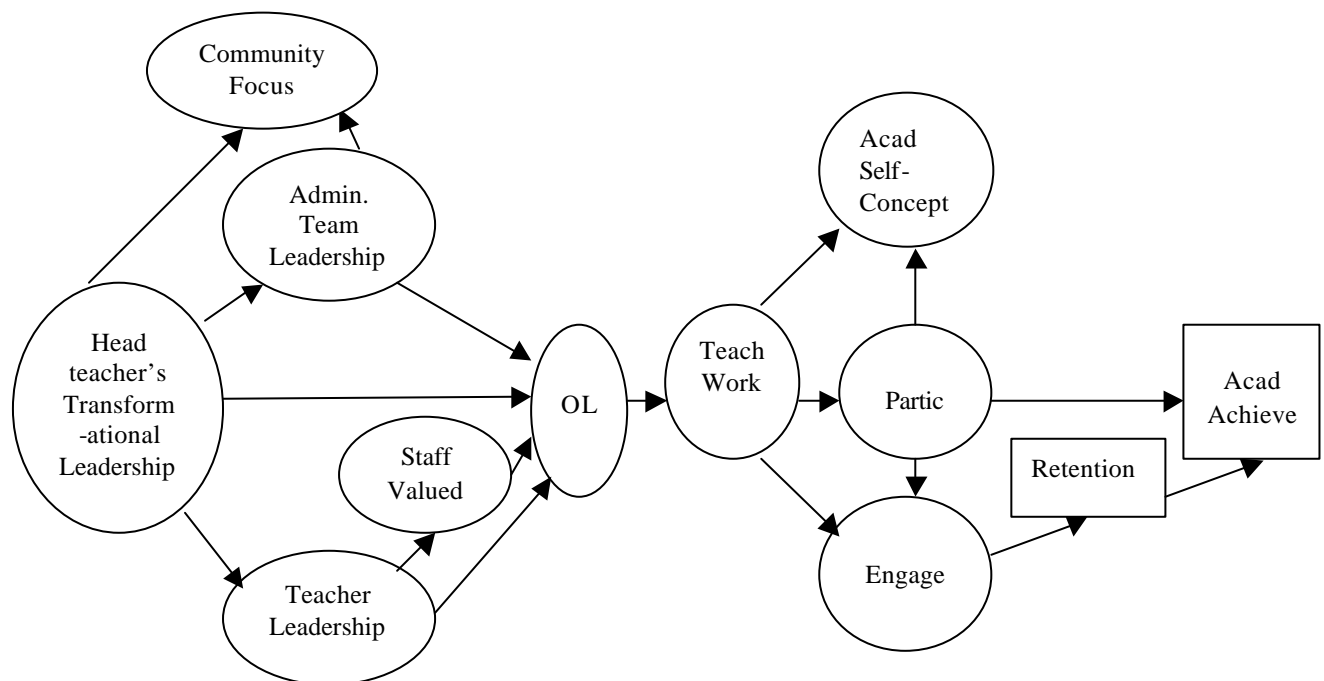 Community
Focus
Admin.
Team
Leadership
Head
teacher's
Transform
-ational
Leadership
Staff
Valued
Teacher
Leadership
OL
Teach
Work
Acad
Self-
Concept
Partic
Engage
Retention
Acad
Achieve